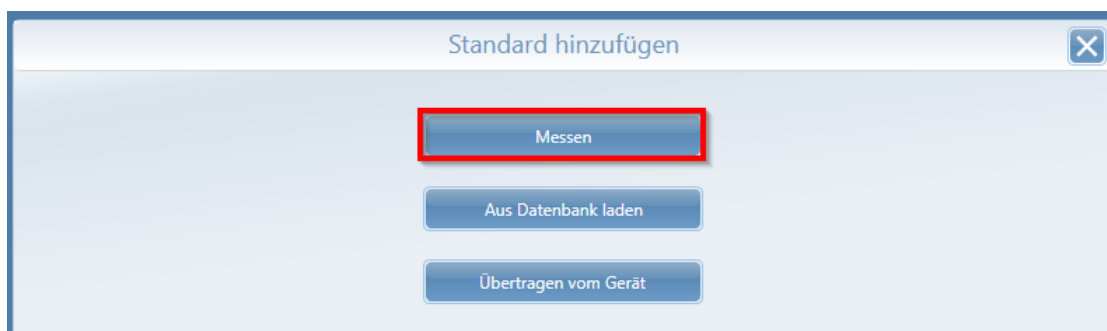 Standard hinzufügen
Messen
Aus Datenbank laden
Übertragen vom Gerät